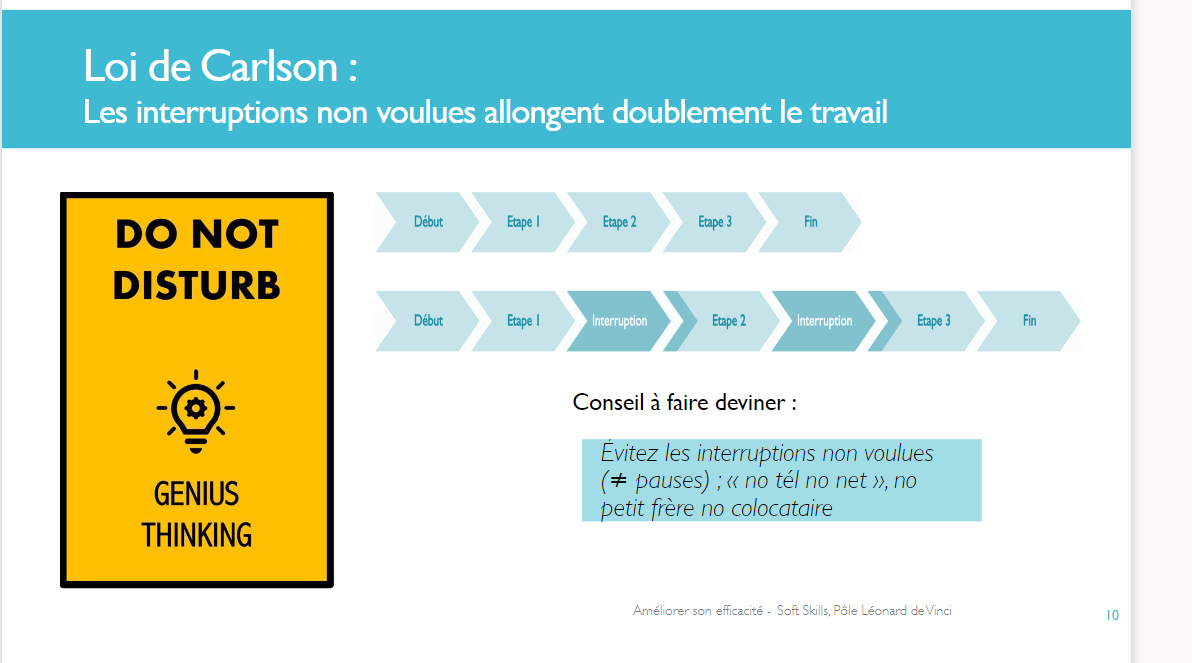 Loi de Carlson :
Les interruptions non voulues allongent doublement le travail
DO NOT
DISTURB
GENIUS
THINKING
Début
Etape 1
Etape 2
Etape 3
Fin
Début
Etape 1
Interruption
Etape 2
Interruption
Etape 3
Fin
Conseil à faire deviner :
Évitez les interruptions non voulues
(≠ pauses) ; « no tél no net », no
petit frère no colocataire
Améliorer son efficacité - Soft Skills, Pôle Léonard de Vinci
10